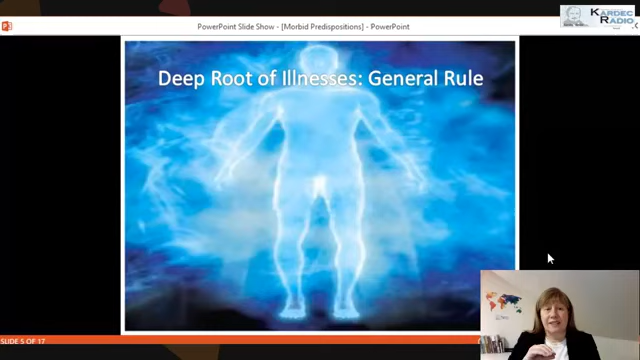 PowerPoint Slide Show - [Morbid Predispositions] - PowerPoint
KARDEC
RADIO
Deep Root of Illnesses: General Rule
SLIDE 5 OF 17